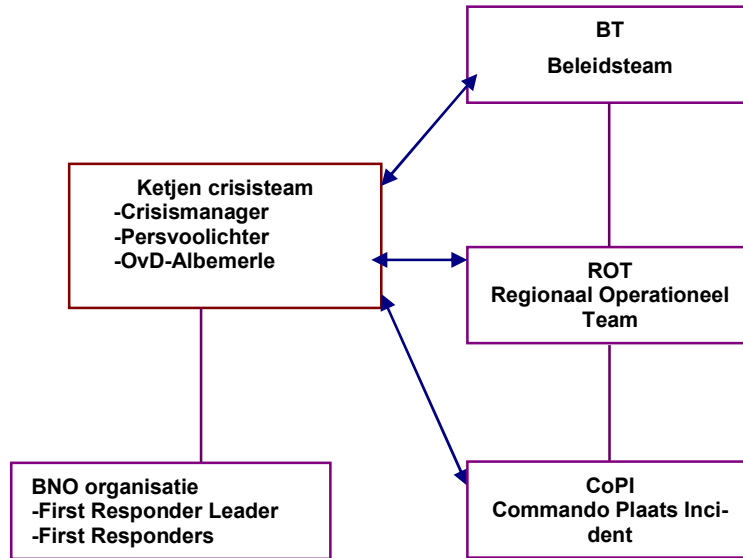 BT
Beleidsteam
Ketjen crisisteam
-Crisismanager
-Persvoolichter
-OvD-Albemerle
ROT
Regionaal Operationeel
Team
BNO organisatie
-First Responder Leader
-First Responders
CoPI
Commando Plaats Inci-
dent